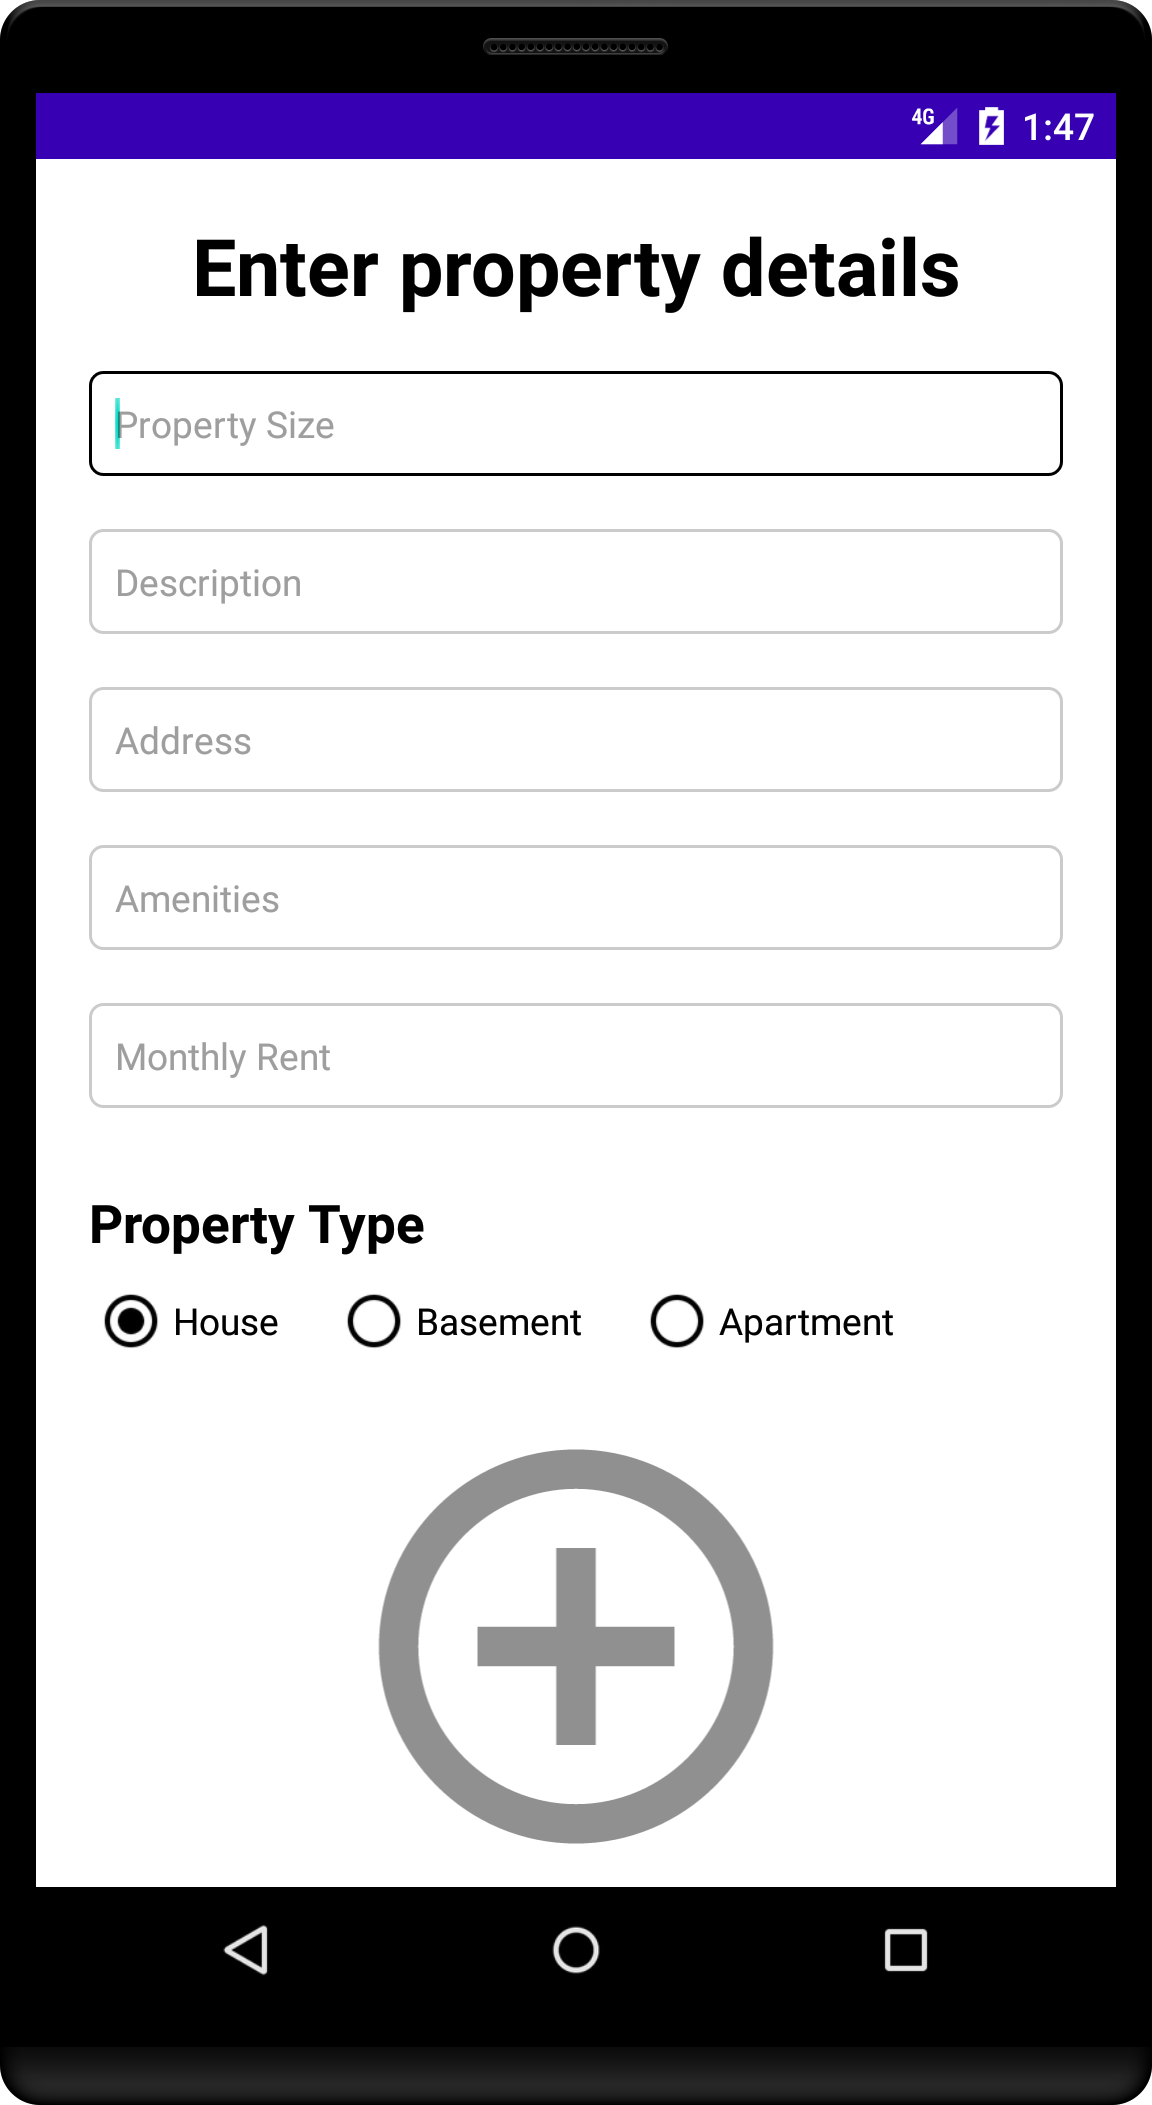 4G 1:47
Enter property details
Property Size
Description
Address
Amenities
Monthly Rent
Property Type
House Basement Apartment